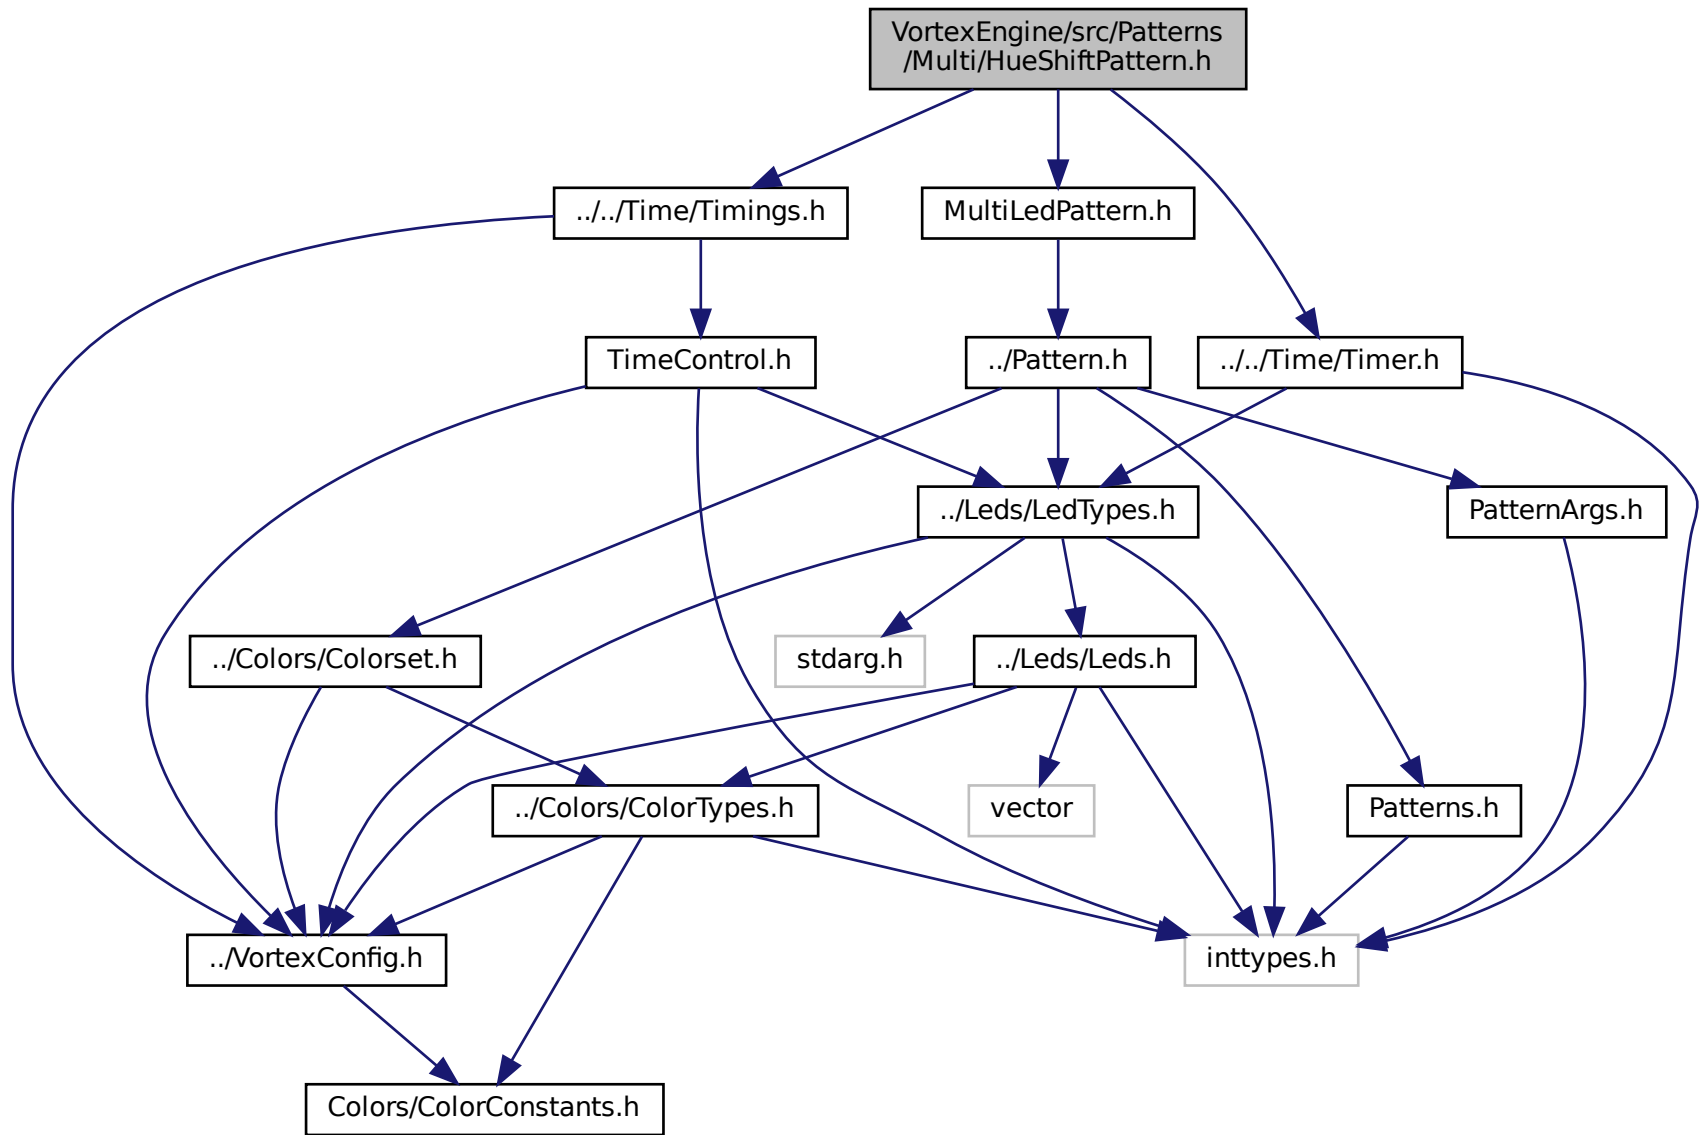 VortexEngine/src/Patterns
/Multi/HueShiftPattern.h
../../Time/Timings.h
MultiLedPattern.h
TimeControl.h
../Pattern.h
../../Time/Timer.h
../Leds/LedTypes.h
PatternArgs.h
../Colors/Colorset.h
stdarg.h
../Leds/Leds.h
../Colors/ColorTypes.h
vector
Patterns.h
../VortexConfig.h
inttypes.h
Colors/ColorConstants.h